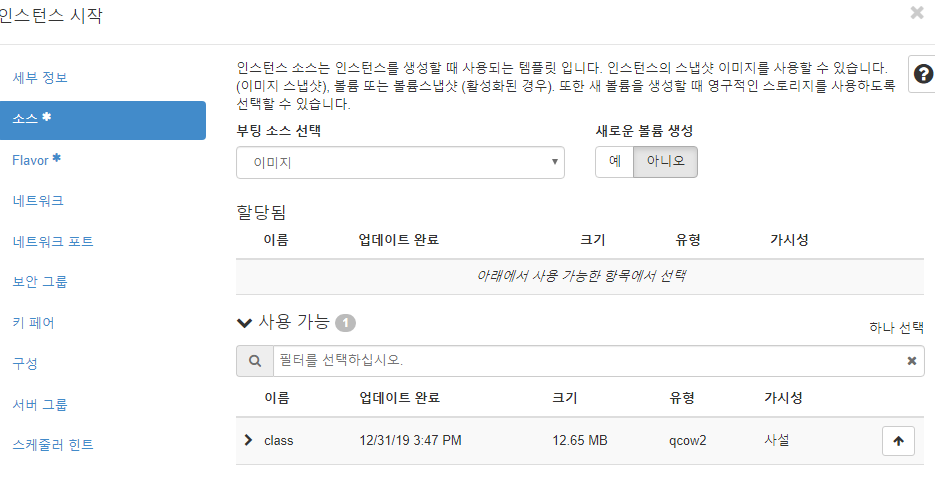 인스턴스 시작
세부 정보
소스 *
Flavor *
네트워크
네트워크 포트
보안 그룹
키 페어
구성
서버 그룹
스케줄러 힌트
인스턴스 소스는 인스턴스를 생성할 때 사용되는 템플릿 입니다. 인스턴스의 스냅샷 이미지를 사용할 수 있습니다.
(이미지 스냅샷), 볼륨 또는 볼륨스냅샷 (활성화된 경우). 또한 새 볼륨을 생성할 때 영구적인 스토리지를 사용하도록
선택할 수 있습니다.
부팅 소스 선택 새로운 볼륨 생성
이미지 예 아니오
할당됨
이름 업데이트 완료 크기 유형 가시성
아래에서 사용 가능한 항목에서 선택
사용 가능 1 하나 선택
필터를 선택하십시오.
이름 업데이트 완료 크기 유형 가시성
class 12/31/19 3:47 PM 12.65 MB qcow2 사설